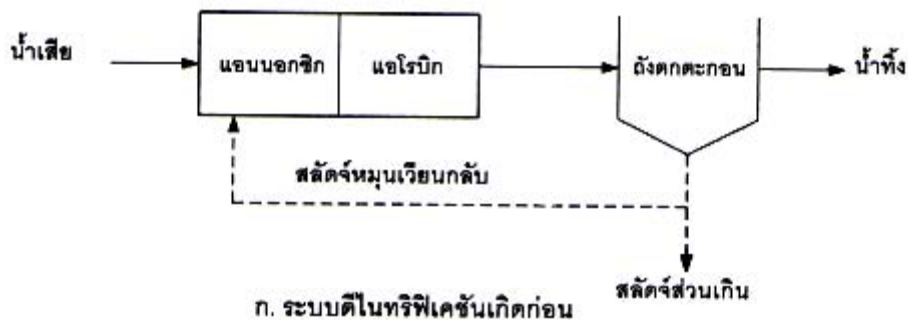 น้ำเสีย
แอนนอกซิก
แอโรบิก
ถังตกตะกอน
น้ำทิ้ง
สลัดจ์หมุนเวียนกลับ
สลัดจ์ส่วนเกิน
ก. ระบบดีไนทริฟิเคชันเกิดก่อน